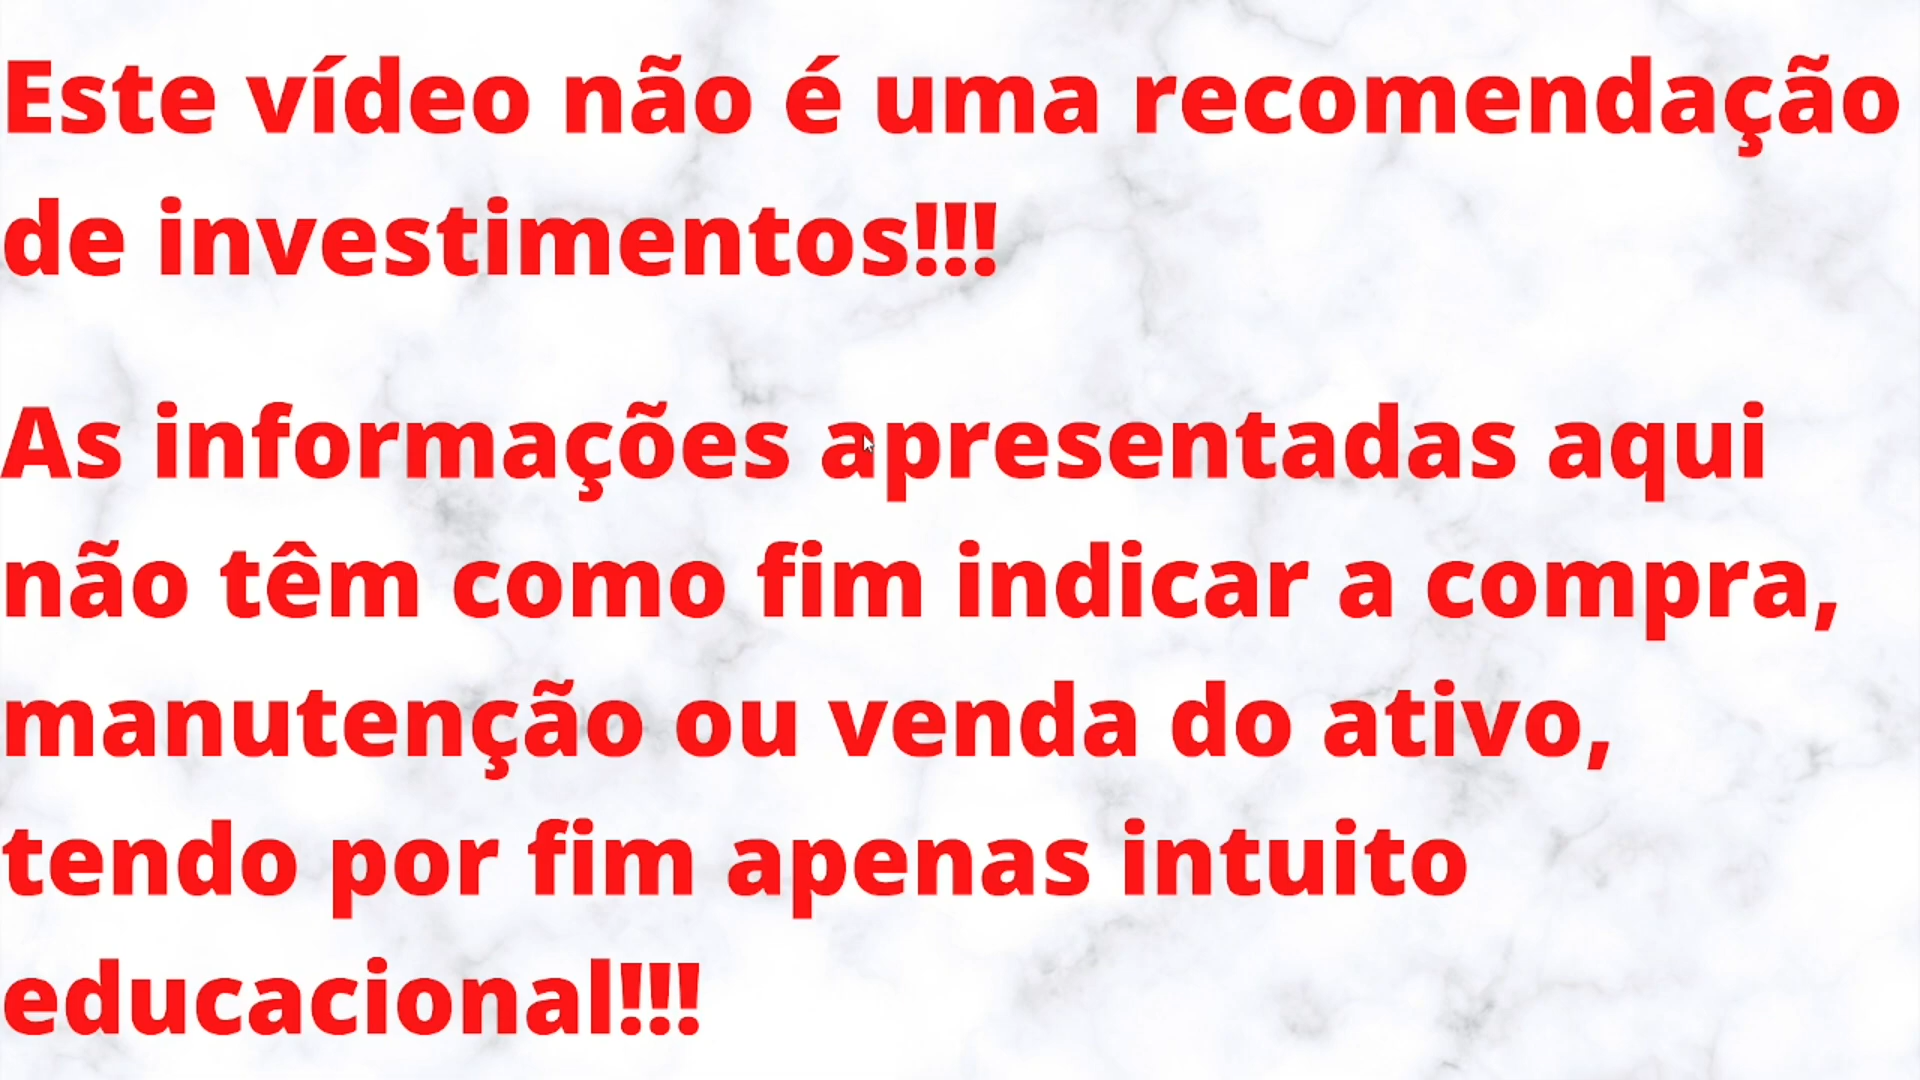 Este vídeo não é uma recomendação
de investimentos!!!
As informações apresentadas aqui
não têm como fim indicar a compra,
manutenção ou venda do ativo,
tendo por fim apenas intuito
educacional!!!